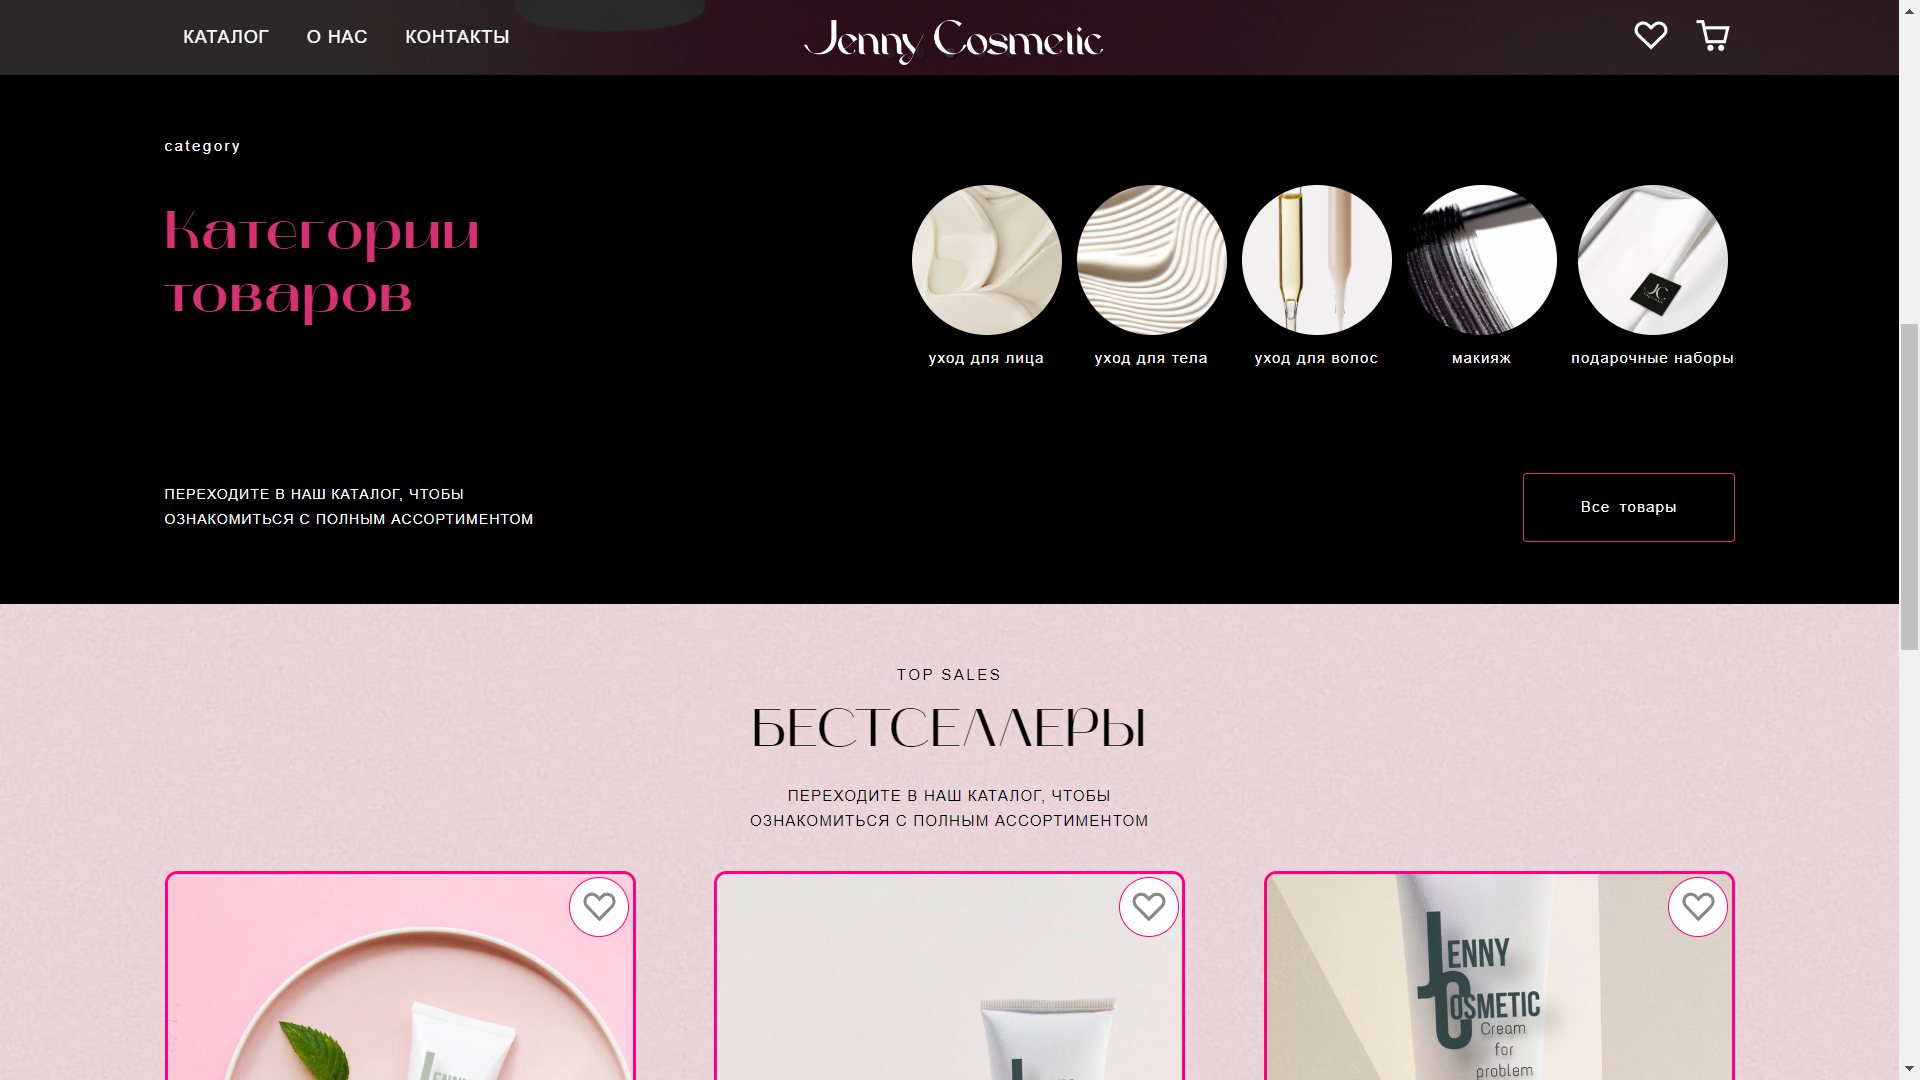 КАТАЛОГ О НАС КОНТАКТЫ
Jenny Cosmetic
category
Категории
товаров
уход для лица
уход для тела
уход для волос
макияж
JC
подарочные наборы
ПЕРЕХОДИТЕ В НАШ КАТАЛОГ, ЧТОБЫ
ОЗНАКОМИТЬСЯ С ПОЛНЫМ АССОРТИМЕНТОМ
Все товары
TOP SALES
БЕСТСЕЛЛЕРЫ
ПЕРЕХОДИТЕ В НАШ КАТАЛОГ, ЧТОБЫ
ОЗНАКОМИТЬСЯ С ПОЛНЫМ АССОРТИМЕНТОМ
JENNY
JENNY
COSMETIC
Cream
for
problem